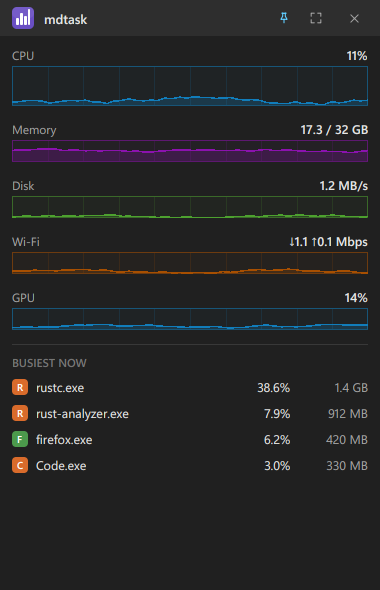 mdtask
CPU 11%
Memory 17.3 / 32 GB
Disk 1.2 MB/s
Wi-Fi ↓1.1 ↑0.1 Mbps
GPU 14%
BUSIEST NOW
R rustc.exe 38.6% 1.4 GB
R rust-analyzer.exe 7.9% 912 MB
F firefox.exe 6.2% 420 MB
C Code.exe 3.0% 330 MB